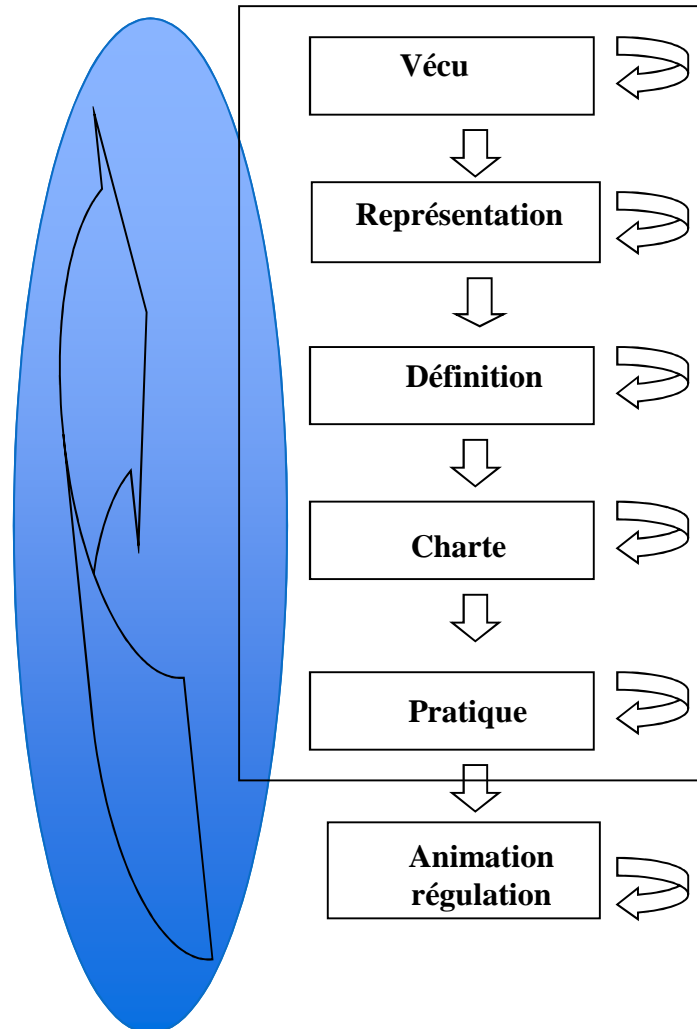 Vécu
Représentation
Définition
Charte
Pratique
Animation
régulation